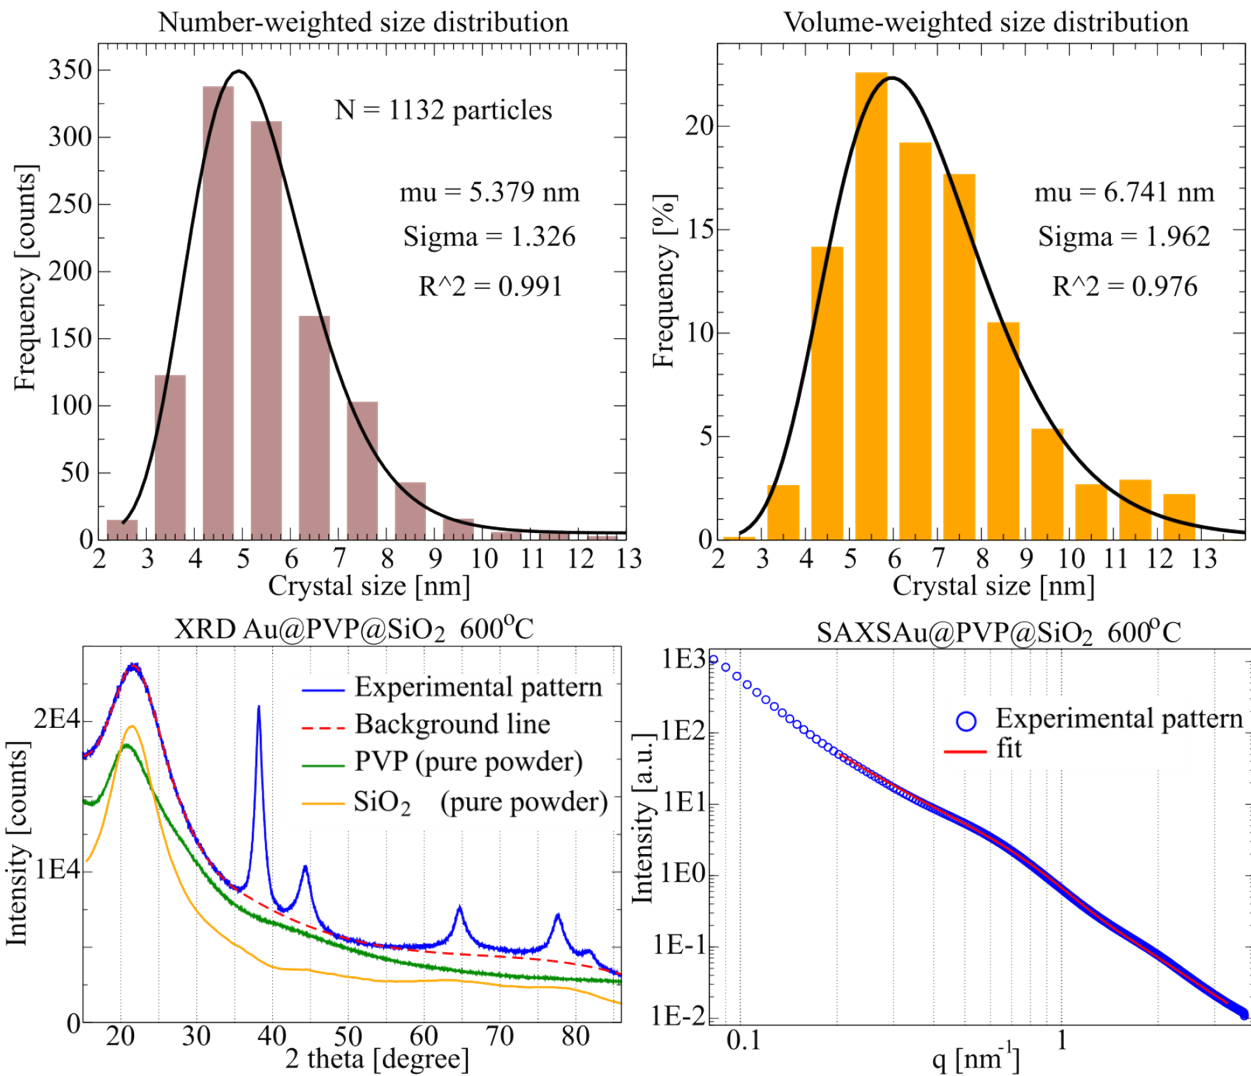 Number-weighted size distribution
350
300
250
200
150
100
50
0
Frequency [counts]
N = 1132 particles
mu = 5.379 nm
Sigma = 1.326
R^2 = 0.991
2 3 4 5 6 7 8 9 10 11 12 13
Crystal size [nm]
Volume-weighted size distribution
20
15
10
5
0
Frequency [%]
mu = 6.741 nm
Sigma = 1.962
R^2 = 0.976
2 3 4 5 6 7 8 9 10 11 12 13
Crystal size [nm]
XRD Au@PVP@SiO2 600°C
2E4
1E4
0
Intensity [counts]
Experimental pattern
Background line
PVP (pure powder)
SiO2 (pure powder)
20 30 40 50 60 70 80
2 theta [degree]
SAXSAu@PVP@SiO2 600°C
1E3
1E2
1E1
1E0
1E-1
1E-2
Intensity [a.u.]
Experimental pattern
fit
0.1 1
q [nm-1]